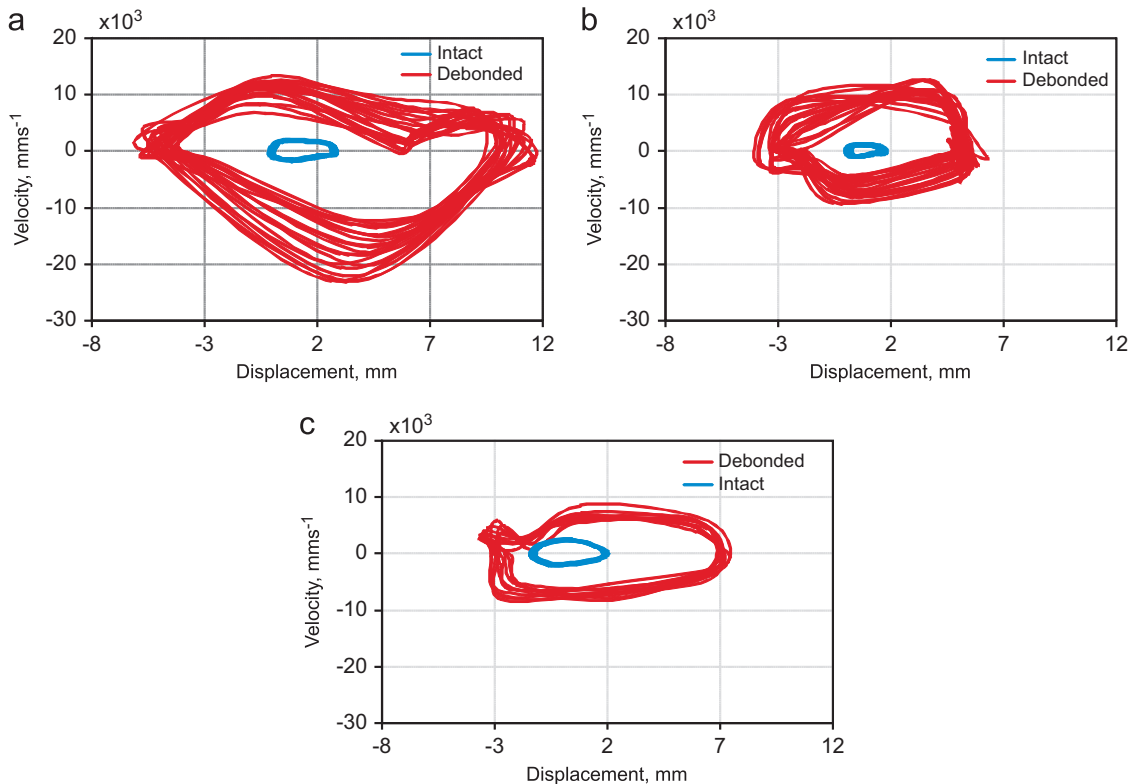 a
x10³
20
10
0
-10
-20
-30
-8
-3
2
7
12
Velocity, mms⁻¹
Displacement, mm
Intact
Debonded
b
x10³
20
10
0
-10
-20
-30
-8
-3
2
7
12
Velocity, mms⁻¹
Displacement, mm
Intact
Debonded
c
x10³
20
10
0
-10
-20
-30
-8
-3
2
7
12
Velocity, mms⁻¹
Displacement, mm
Debonded
Intact